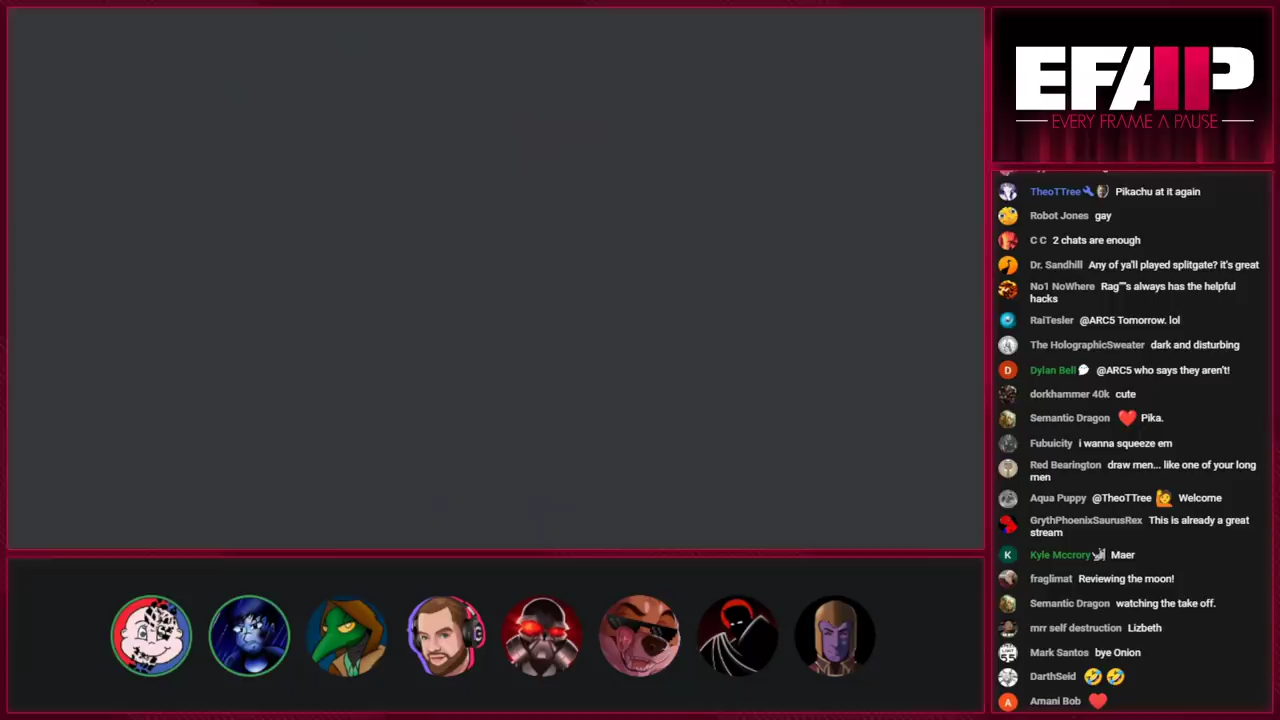 EFAP
EVERY FRAME A PAUSE
TheoTTree Pikachu at it again
Robot Jones gay
C C 2 chats are enough
Dr. Sandhill Any of ya'll played splitgate? it's great
No1 NoWhere Rag""s always has the helpful
hacks
RaiTesler @ARC5 Tomorrow. lol
The HolographicSweater dark and disturbing
D
Dylan Bell @ARC5 who says they aren't!
dorkhammer 40k cute
Semantic Dragon ❤️ Pika.
Fubuicity i wanna squeeze em
Red Bearington draw men... like one of your long
men
Aqua Puppy @TheoTTree 🙋 Welcome
GrythPhoenixSaurusRex This is already a great
stream
K
Kyle Mccrory Maer
fraglimat Reviewing the moon!
Semantic Dragon watching the take off.
mrr self destruction Lizbeth
Mark Santos bye Onion
DarthSeid 🤣 🤣
A
Amani Bob ❤️